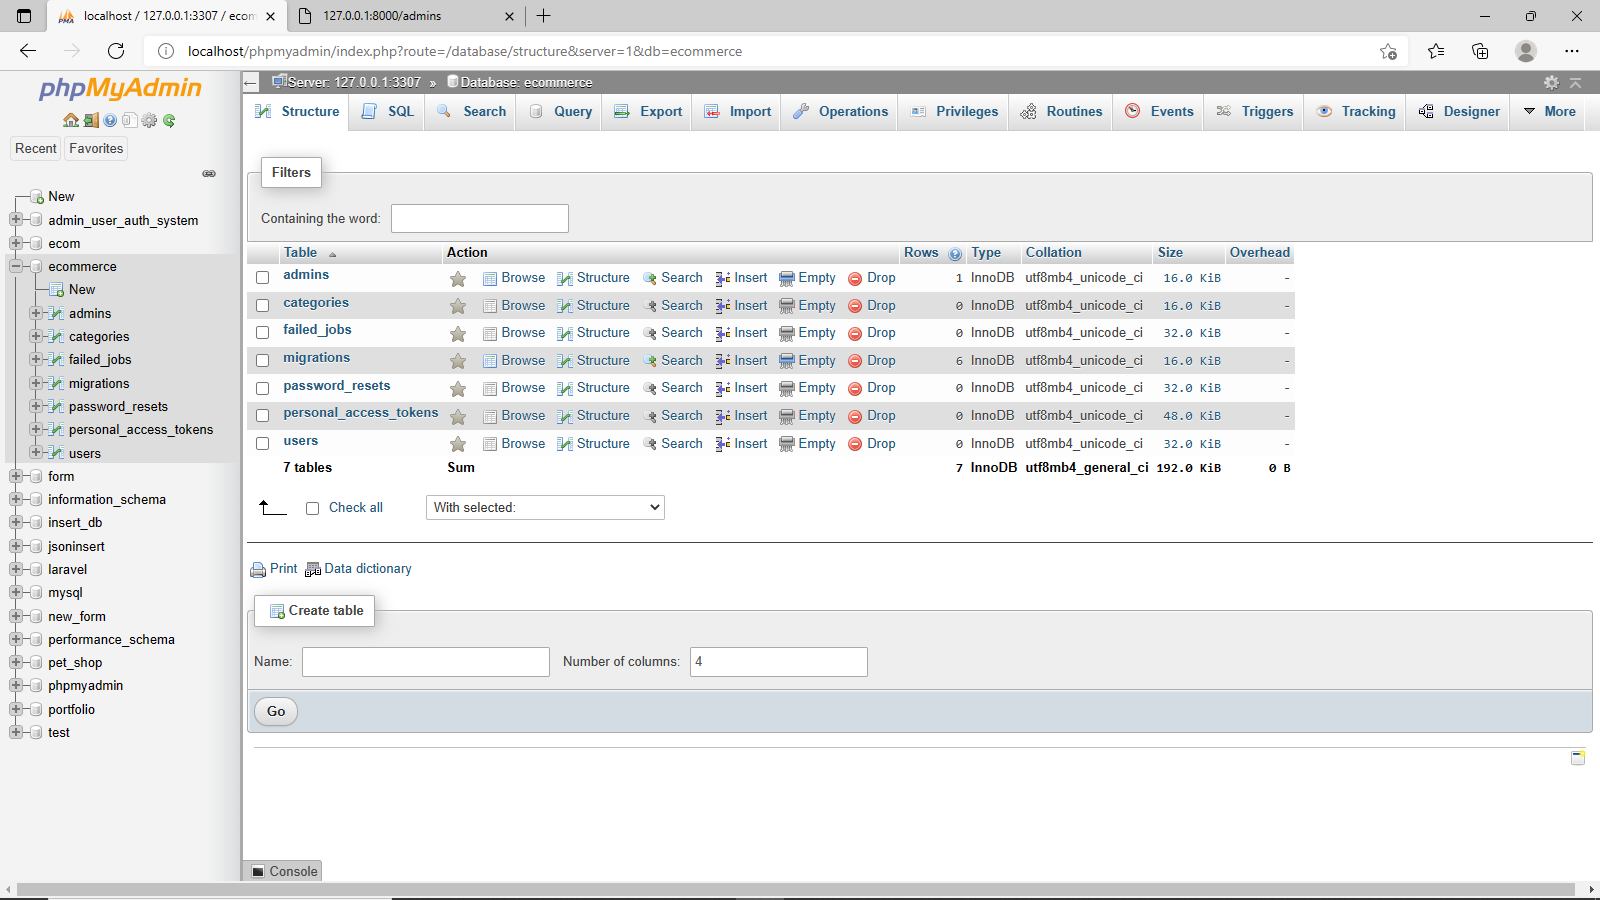 localhost / 127.0.0.1:3307 / ecom
127.0.0.1:8000/admins
localhost/phpmyadmin/index.php?route=/database/structure&server=1&db=ecommerce
phpMyAdmin
Recent Favorites
New
admin_user_auth_system
ecom
ecommerce
New
admins
categories
failed_jobs
migrations
password_resets
personal_access_tokens
users
form
information_schema
insert_db
jsoninsert
laravel
mysql
new_form
performance_schema
pet_shop
phpmyadmin
portfolio
test
Server: 127.0.0.1:3307 » Database: ecommerce
Structure SQL Search Query Export Import Operations Privileges Routines Events Triggers Tracking Designer More
Filters
Containing the word:
Table Action Rows Type Collation Size Overhead
admins Browse Structure Search Insert Empty Drop 1 InnoDB utf8mb4_unicode_ci 16.0 KiB -
categories Browse Structure Search Insert Empty Drop 0 InnoDB utf8mb4_unicode_ci 16.0 KiB -
failed_jobs Browse Structure Search Insert Empty Drop 0 InnoDB utf8mb4_unicode_ci 32.0 KiB -
migrations Browse Structure Search Insert Empty Drop 6 InnoDB utf8mb4_unicode_ci 16.0 KiB -
password_resets Browse Structure Search Insert Empty Drop 0 InnoDB utf8mb4_unicode_ci 32.0 KiB -
personal_access_tokens Browse Structure Search Insert Empty Drop 0 InnoDB utf8mb4_unicode_ci 48.0 KiB -
users Browse Structure Search Insert Empty Drop 0 InnoDB utf8mb4_unicode_ci 32.0 KiB -
7 tables Sum 7 InnoDB utf8mb4_general_ci 192.0 KiB 0 B
Check all With selected:
Print Data dictionary
Create table
Name: Number of columns: 4
Go
Console